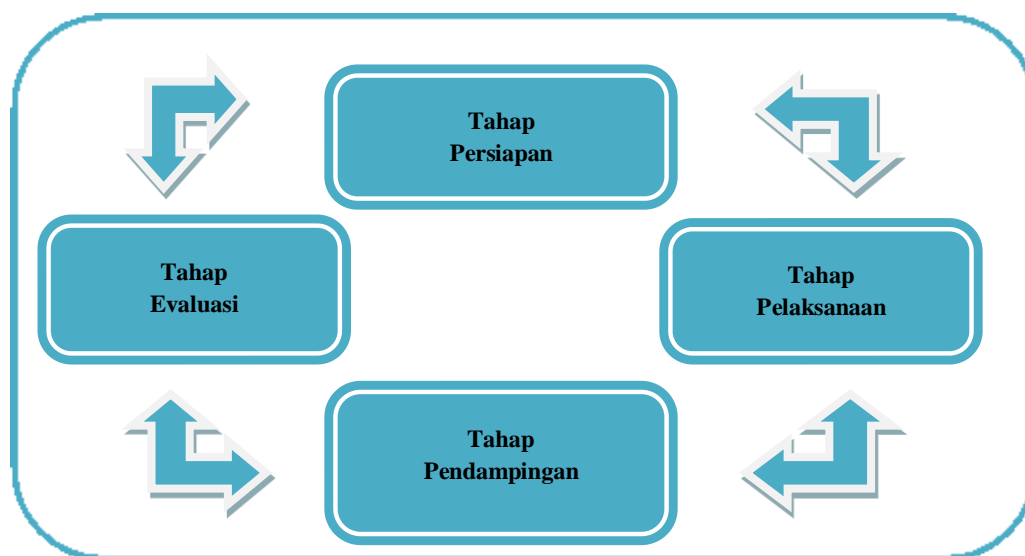 Tahap
Persiapan
Tahap
Evaluasi
Tahap
Pelaksanaan
Tahap
Pendampingan